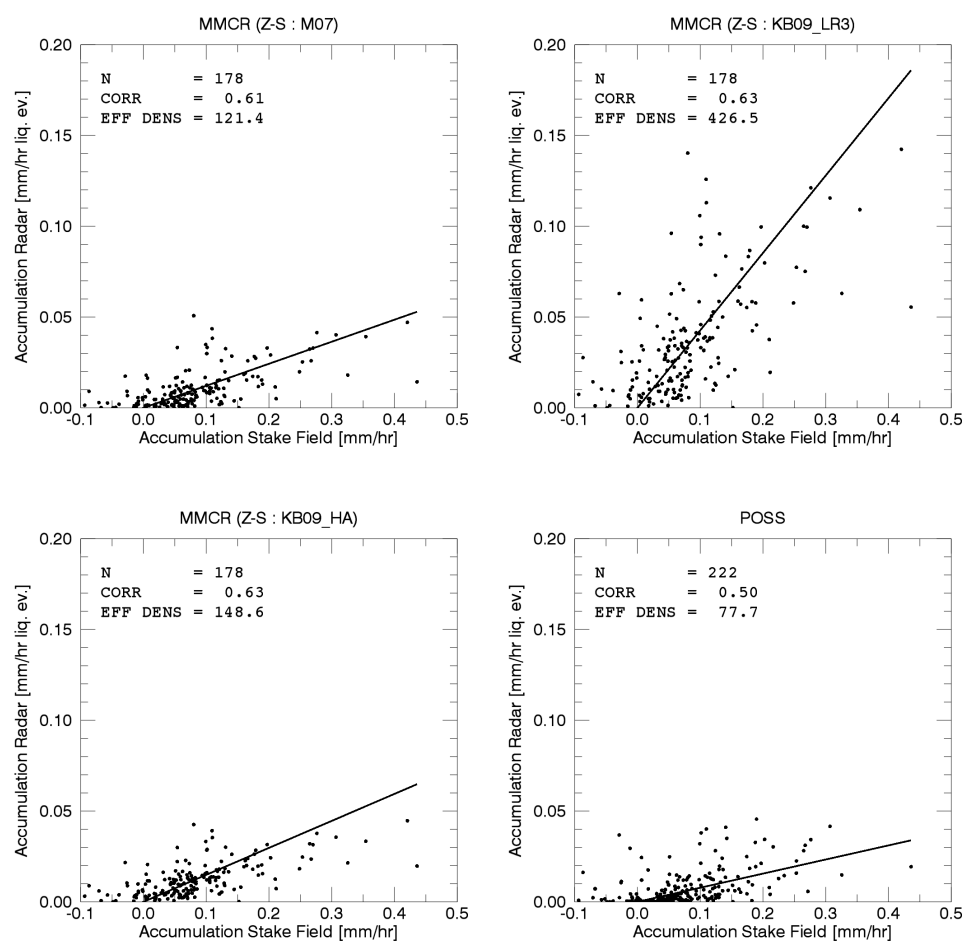 MMCR (Z-S : M07)
0.20
0.15
0.10
0.05
0.00
N = 178
CORR = 0.61
EFF DENS = 121.4
Accumulation Radar [mm/hr liq. ev.]
-0.1 0.0 0.1 0.2 0.3 0.4 0.5
Accumulation Stake Field [mm/hr]
MMCR (Z-S : KB09_LR3)
0.20
0.15
0.10
0.05
0.00
N = 178
CORR = 0.63
EFF DENS = 426.5
Accumulation Radar [mm/hr liq. ev.]
-0.1 0.0 0.1 0.2 0.3 0.4 0.5
Accumulation Stake Field [mm/hr]
MMCR (Z-S : KB09_HA)
0.20
0.15
0.10
0.05
0.00
N = 178
CORR = 0.63
EFF DENS = 148.6
Accumulation Radar [mm/hr liq. ev.]
-0.1 0.0 0.1 0.2 0.3 0.4 0.5
Accumulation Stake Field [mm/hr]
POSS
0.20
0.15
0.10
0.05
0.00
N = 222
CORR = 0.50
EFF DENS = 77.7
Accumulation Radar [mm/hr liq. ev.]
-0.1 0.0 0.1 0.2 0.3 0.4 0.5
Accumulation Stake Field [mm/hr]